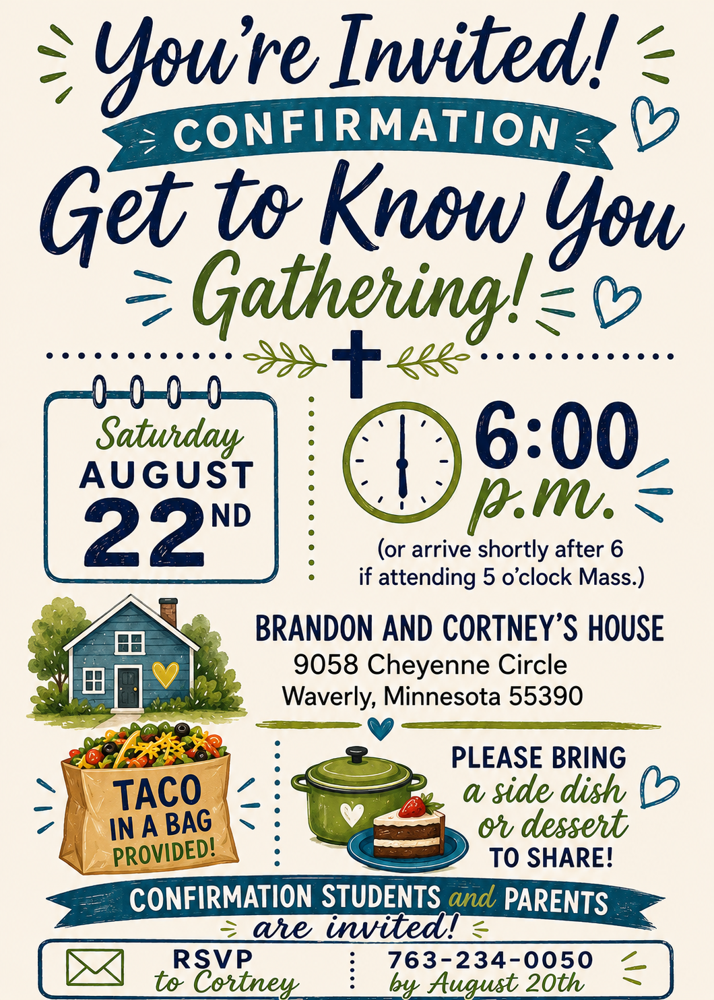 You're Invited!
CONFIRMATION
Get to Know You
Gathering!
Saturday
AUGUST
22ND
6:00
p.m.
(or arrive shortly after 6
if attending 5 o'clock Mass.)
BRANDON AND CORTNEY'S HOUSE
9058 Cheyenne Circle
Waverly, Minnesota 55390
TACO
IN A BAG
PROVIDED!
PLEASE BRING
a side dish
or dessert
TO SHARE!
CONFIRMATION STUDENTS and PARENTS
are invited!
RSVP
to Cortney
763-234-0050
by August 20th